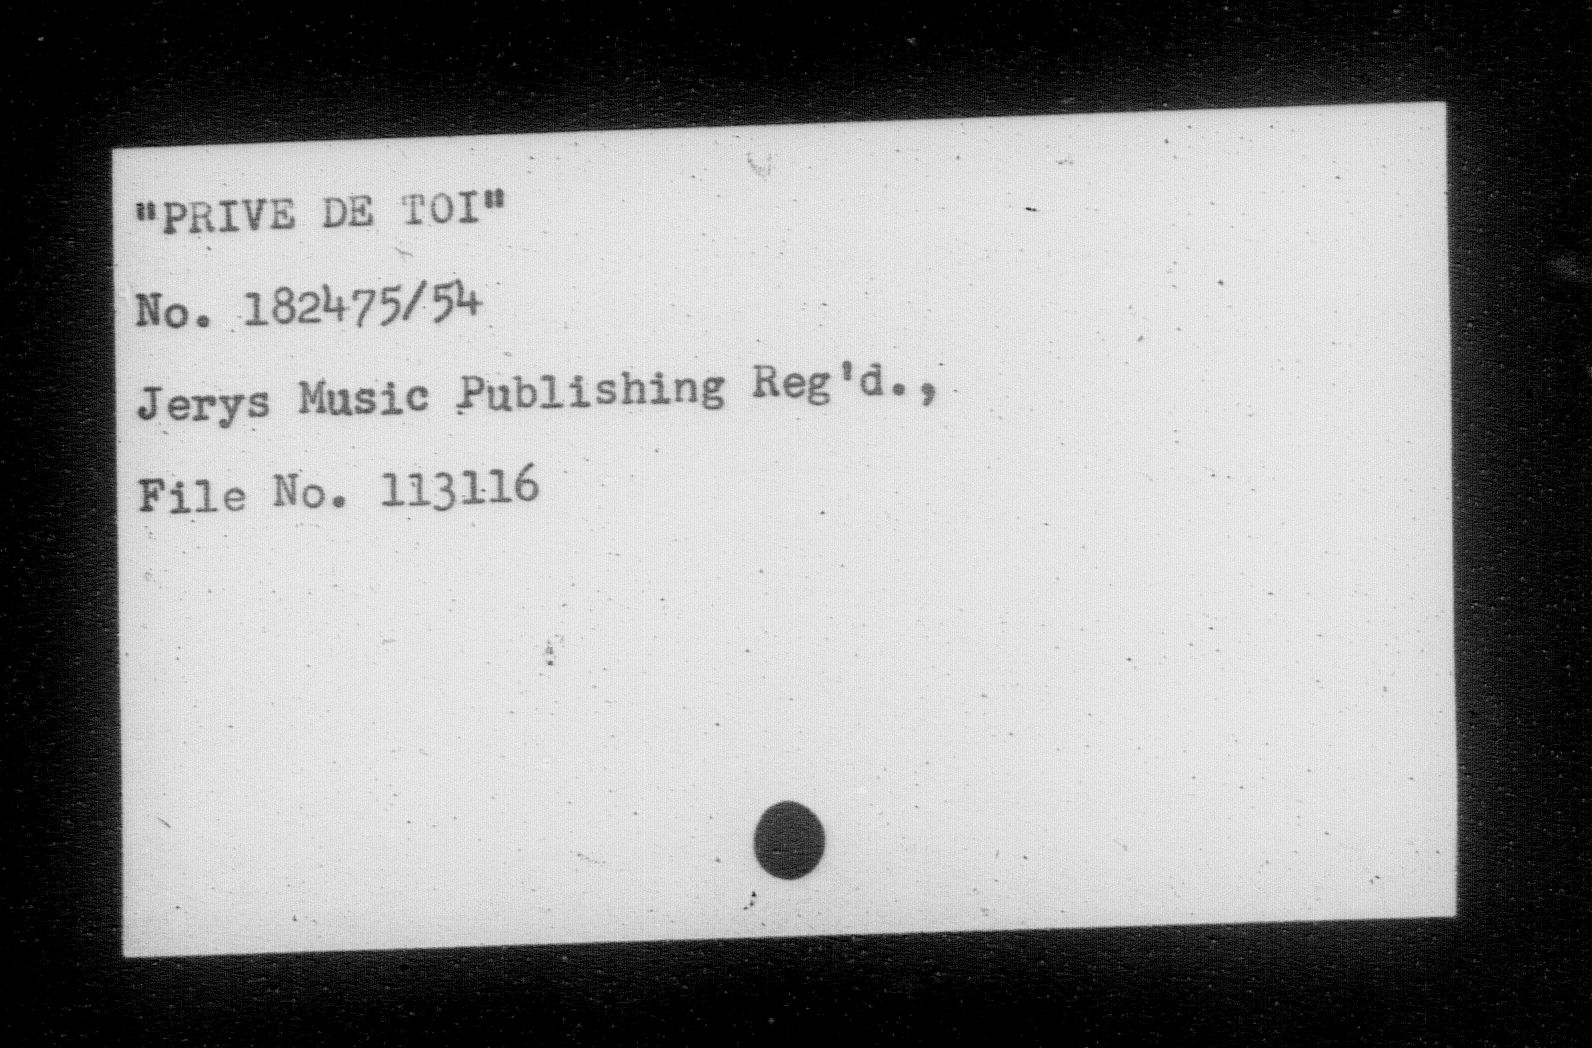 "PRIVE DE TOI"
No. 182475/54
Jerys Music Publishing Reg'd.,
File No. 113116